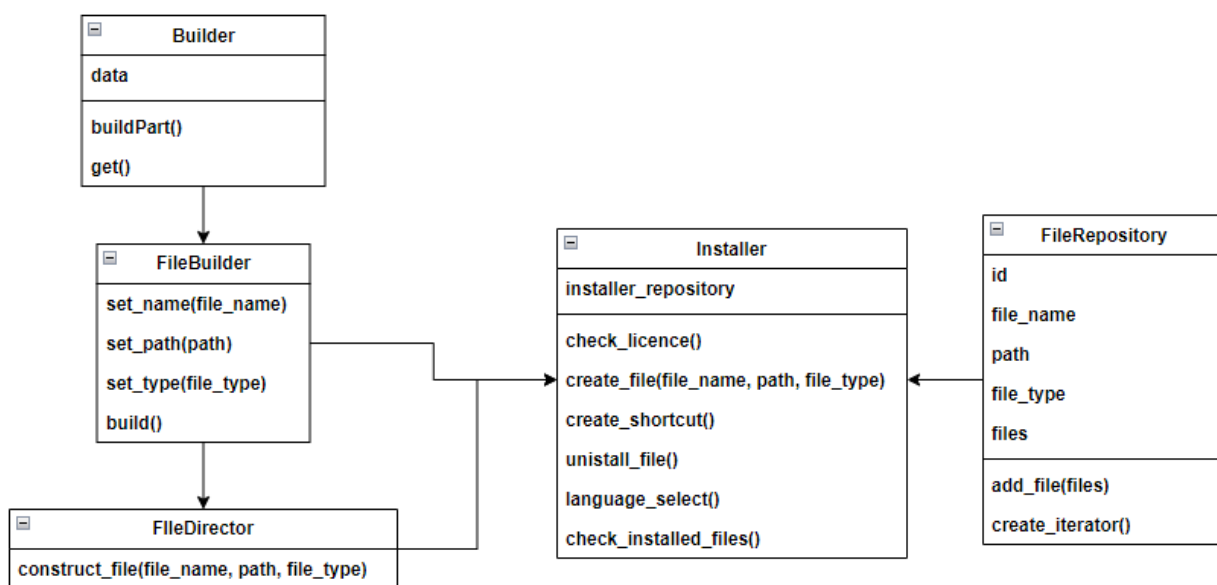 Builder
data
buildPart()
get()
FileBuilder
set_name(file_name)
set_path(path)
set_type(file_type)
build()
FIleDirector
construct_file(file_name, path, file_type)
Installer
installer_repository
check_licence()
create_file(file_name, path, file_type)
create_shortcut()
unistall_file()
language_select()
check_installed_files()
FileRepository
id
file_name
path
file_type
files
add_file(files)
create_iterator()